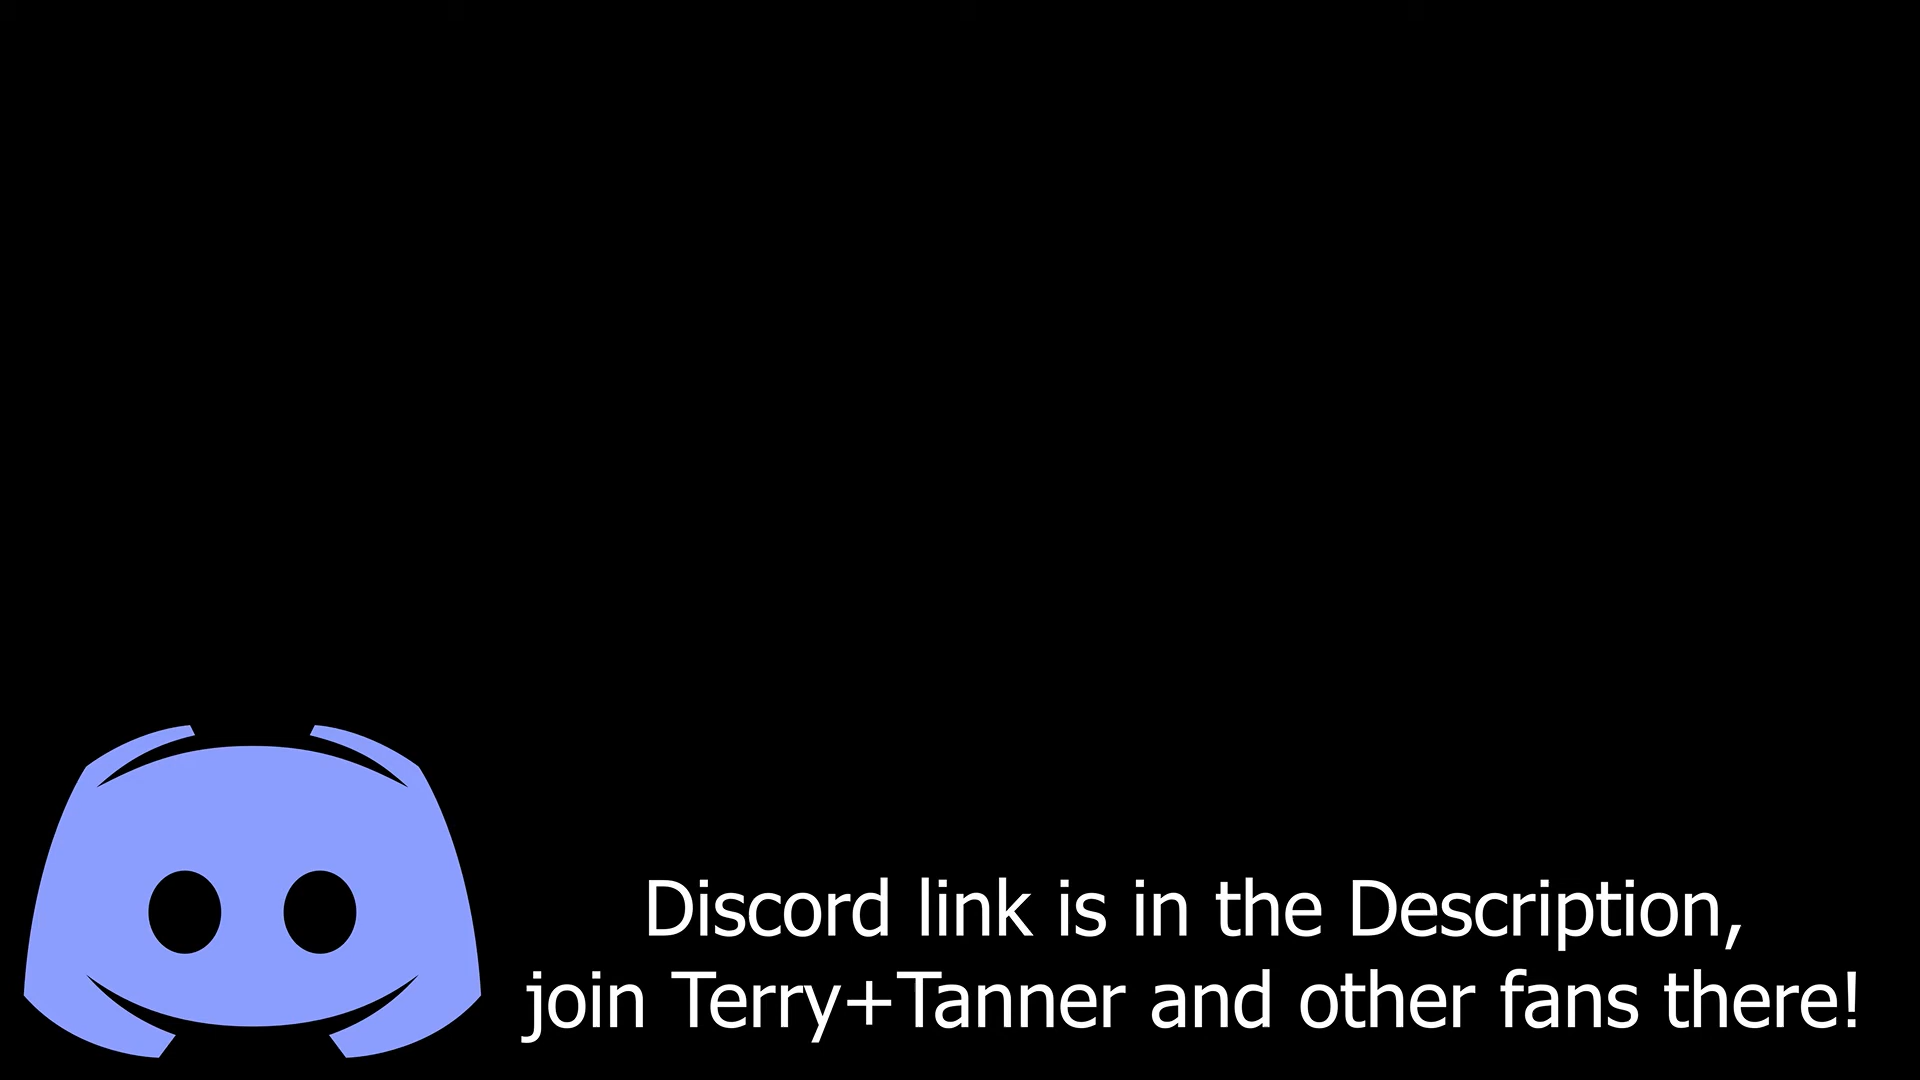 Discord link is in the Description,
join Terry+Tanner and other fans there!